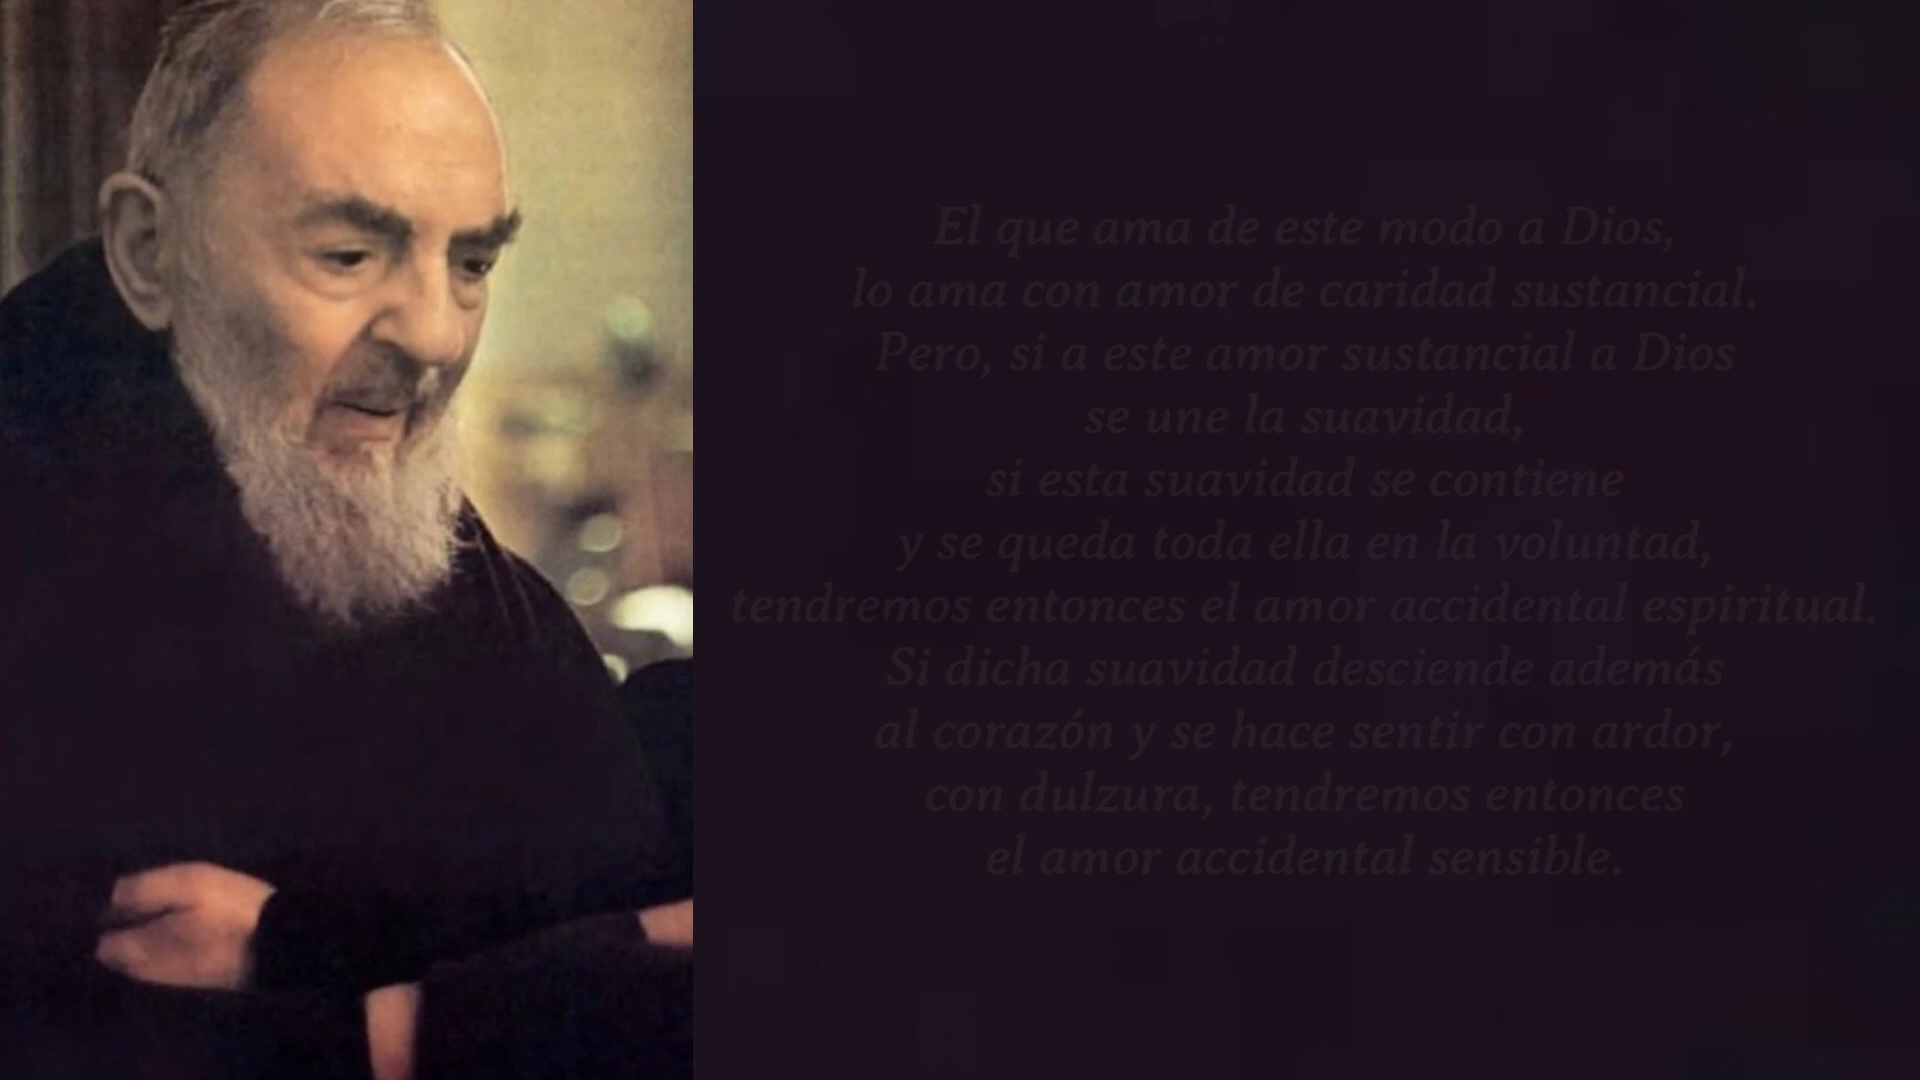 El que ama de este modo a Dios,
lo ama con amor de caridad sustancial.
Pero, si a este amor sustancial a Dios
se une la suavidad,
si esta suavidad se contiene
y se queda toda ella en la voluntad,
tendremos entonces el amor accidental espiritual.
Si dicha suavidad desciende además
al corazón y se hace sentir con ardor,
con dulzura, tendremos entonces
el amor accidental sensible.